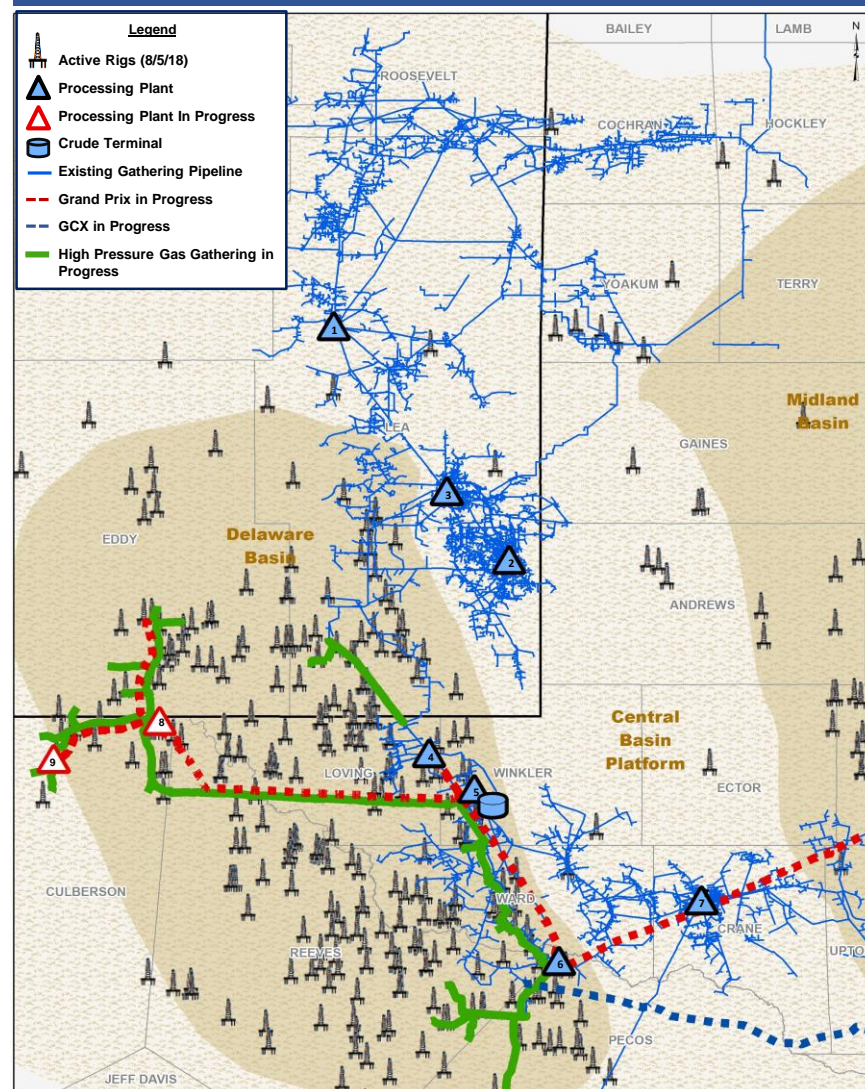 Legend
Active Rigs (8/5/18)
Processing Plant
Processing Plant In Progress
Crude Terminal
Existing Gathering Pipeline
Grand Prix in Progress
GCX in Progress
High Pressure Gas Gathering in
Progress
BAILEY
LAMB
N
ROOSEVELT
COCHRAN
HOCKLEY
YOAKUM
TERRY
1
Midland
Basin
LEA
GAINES
3
EDDY
Delaware
Basin
2
ANDREWS
Central
Basin
Platform
8
4
9
LOVING
5
WINKLER
ECTOR
CULBERSON
WARD
7
CRANE
REEVES
6
UPTO
PECOS
JEFF DAVIS